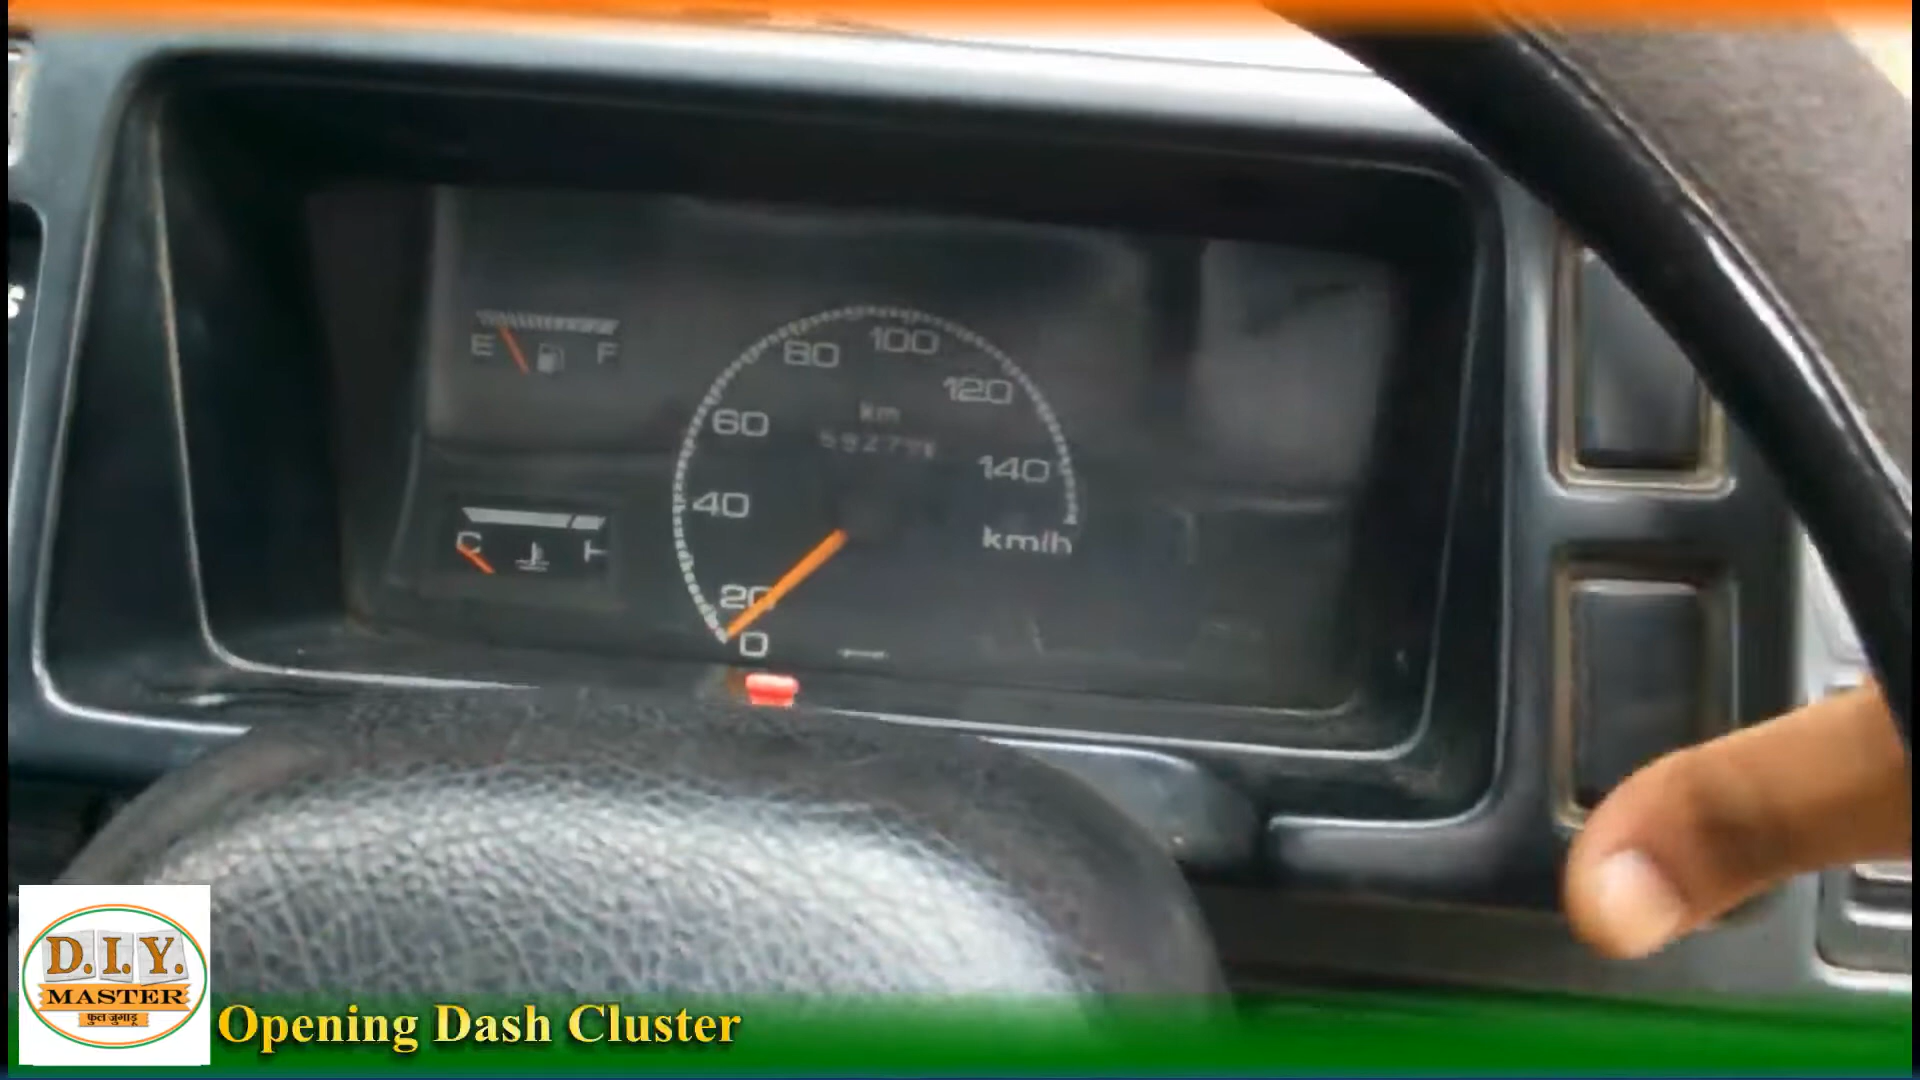 S
E
F
C
H
0
20
40
60
80
100
120
140
km
km/h
D.I.Y.
MASTER
फुल जुगाड़
Opening Dash Cluster